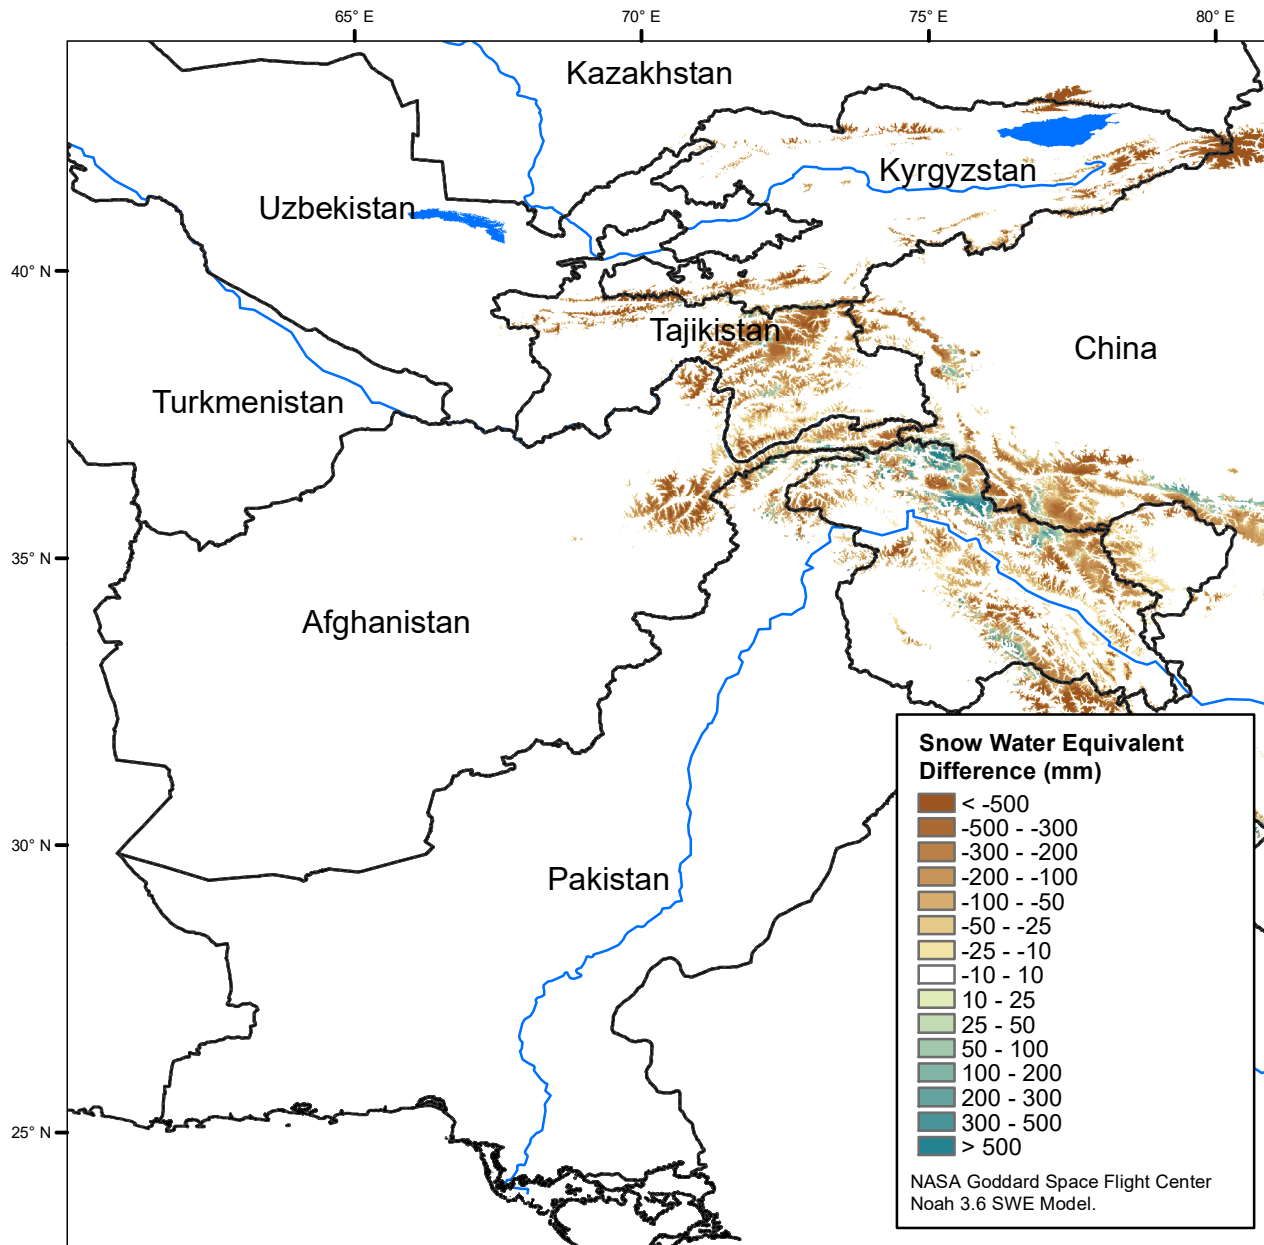 65° E
70° E
75° E
80° E
Kazakhstan
Kyrgyzstan
Uzbekistan
40° N
Tajikistan
China
Turkmenistan
35° N
Afghanistan
30° N
Pakistan
25° N
Snow Water Equivalent
Difference (mm)
< -500
-500 - -300
-300 - -200
-200 - -100
-100 - -50
-50 - -25
-25 - -10
-10 - 10
10 - 25
25 - 50
50 - 100
100 - 200
200 - 300
300 - 500
> 500
NASA Goddard Space Flight Center
Noah 3.6 SWE Model.